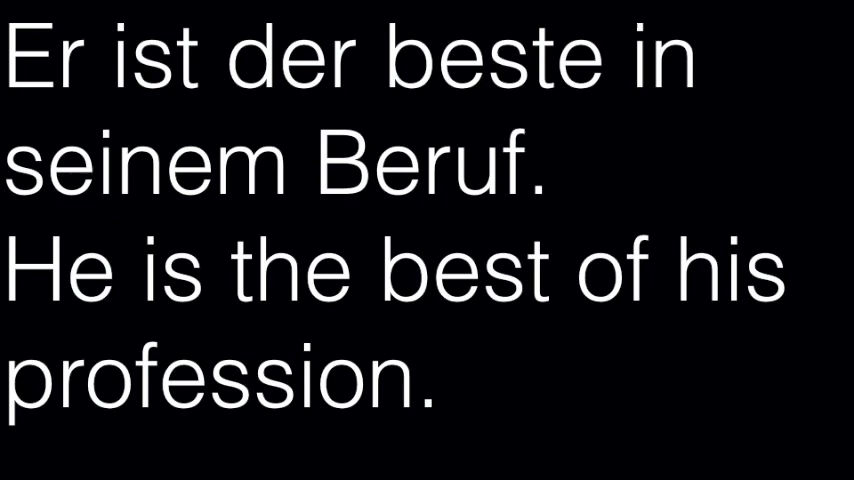 Er ist der beste in
seinem Beruf.
He is the best of his
profession.